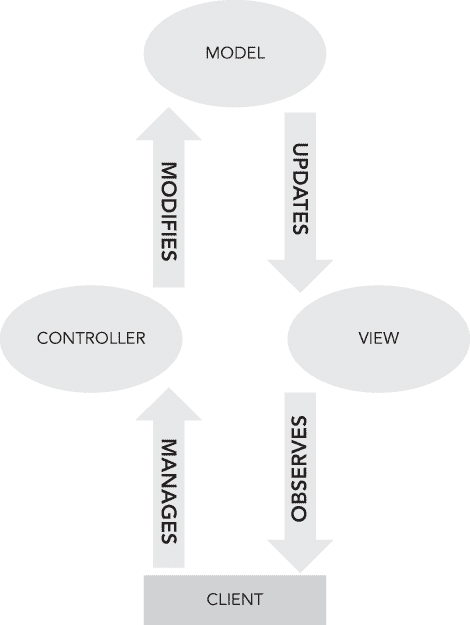 MODEL
MODIFIES
UPDATES
CONTROLLER
VIEW
MANAGES
OBSERVES
CLIENT